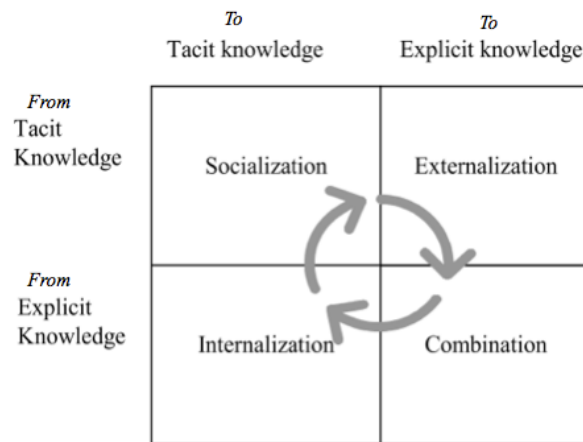 To
To
Tacit knowledge
Explicit knowledge
From
Tacit
Knowledge
Socialization
Externalization
From
Explicit
Knowledge
Internalization
Combination